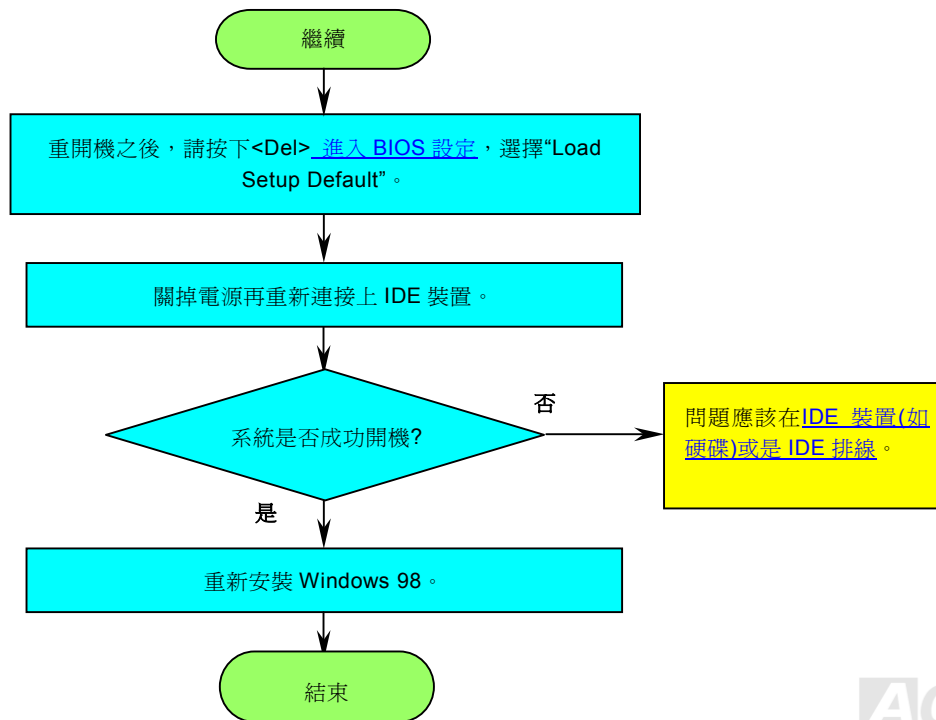 繼續
重開機之後，請按下<Del> 進入 BIOS 設定，選擇“Load
Setup Default”。
關掉電源再重新連接上 IDE 裝置。
系統是否成功開機?
否
問題應該在IDE 裝置(如
硬碟)或是 IDE 排線。
是
重新安裝 Windows 98。
結束